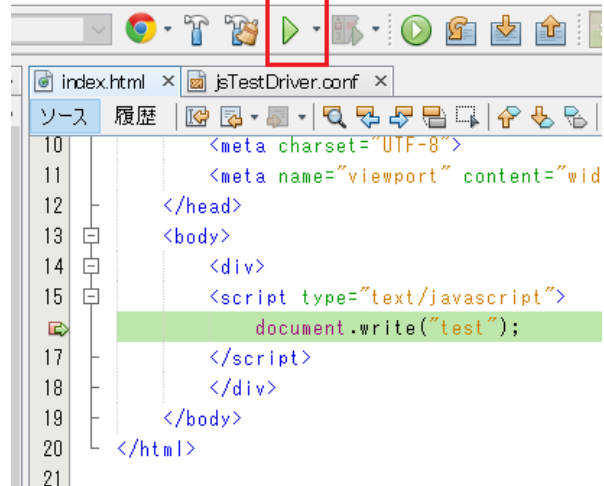 index.html
jsTestDriver.conf
ソース 履歴
10 <meta charset="UTF-8">
11 <meta name="viewport" content="wid
12 </head>
13 <body>
14 <div>
15 <script type="text/javascript">
document.write("test");
17 </script>
18 </div>
19 </body>
20 </html>
21